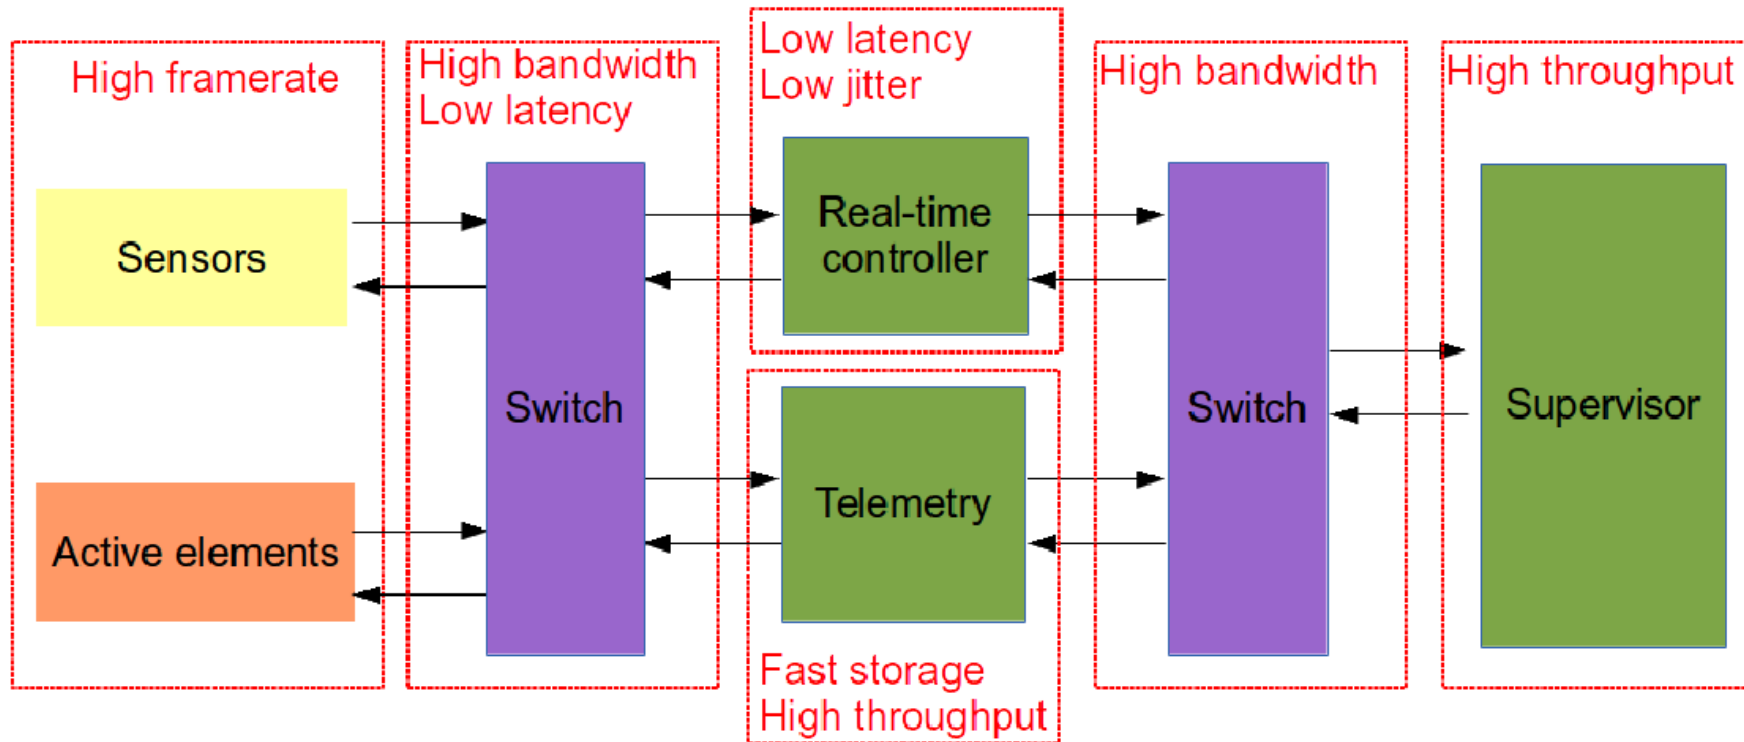 High framerate
High bandwidth
Low latency
Low latency
Low jitter
High bandwidth
High throughput
Sensors
Active elements
Switch
Real-time
controller
Telemetry
Fast storage
High throughput
Switch
Supervisor